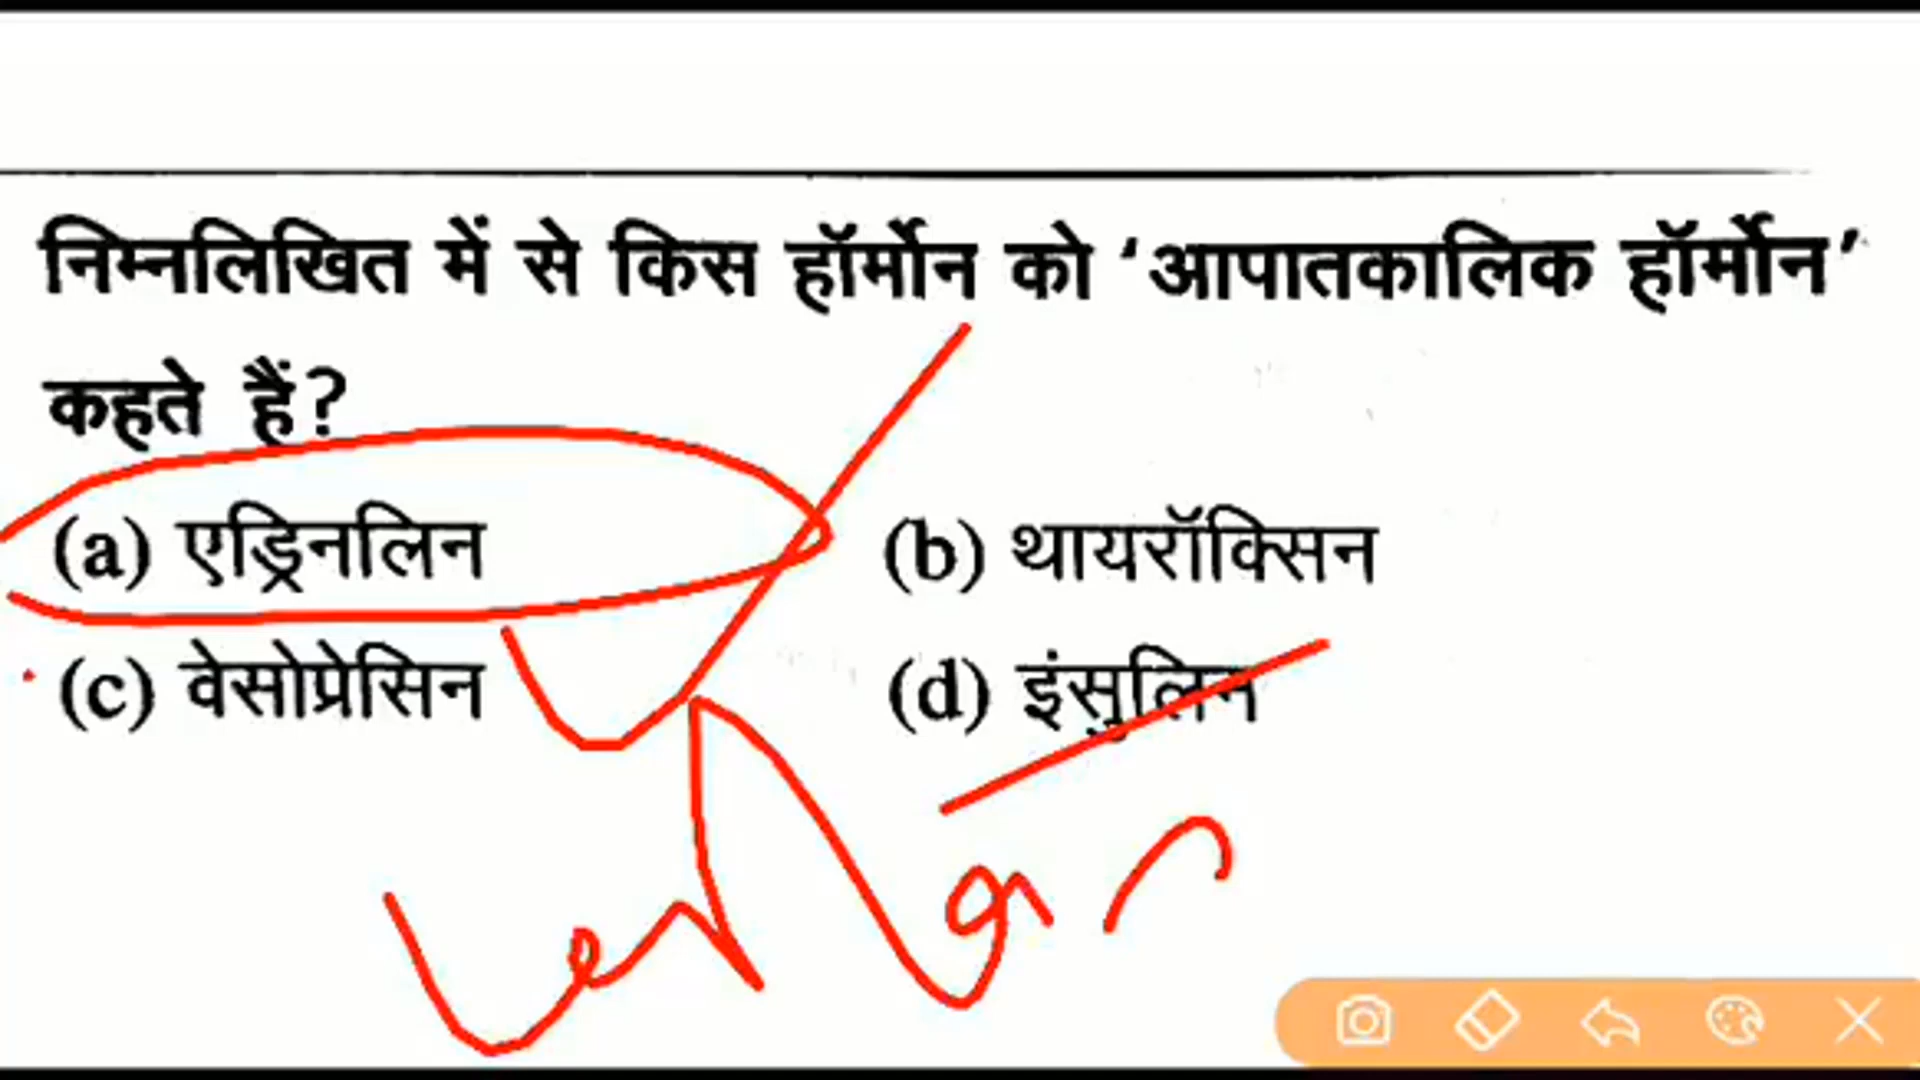 निम्नलिखित में से किस हॉर्मोन को ‘आपातकालिक हॉर्मोन’
कहते हैं?
(a) एड्रिनलिन (b) थायरॉक्सिन
(c) वेसोप्रेसिन (d) इंसुलिन